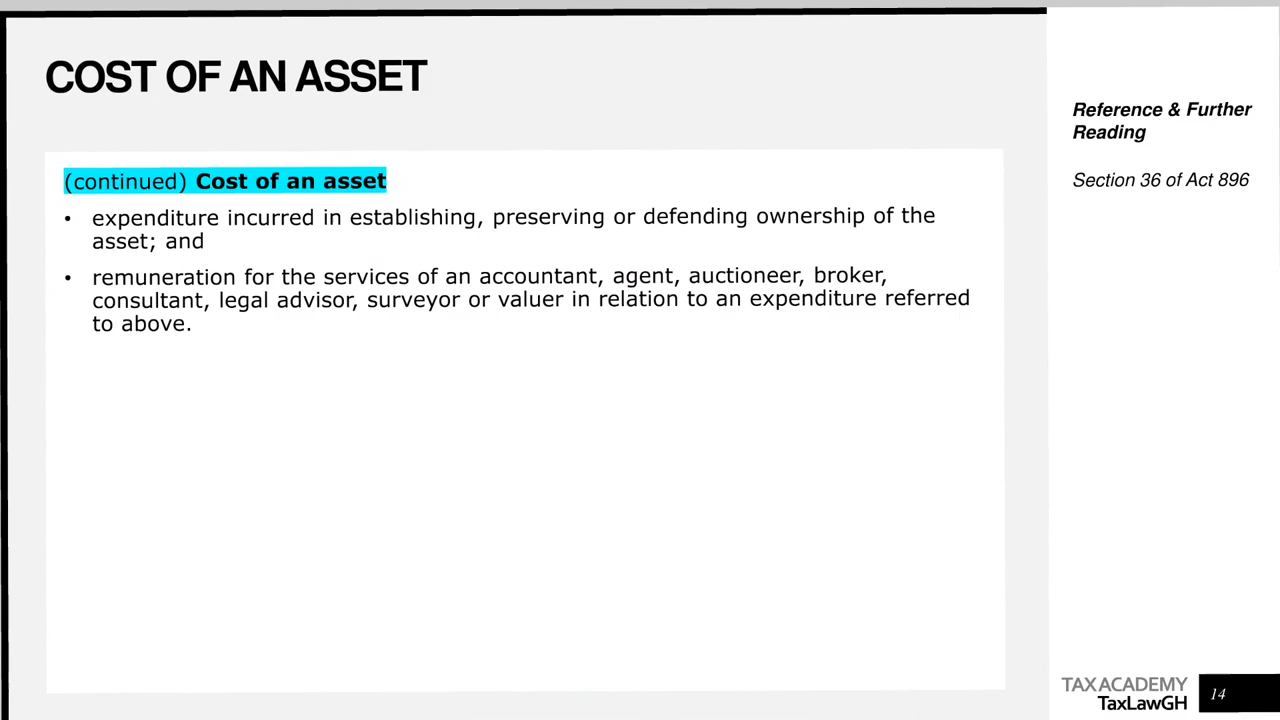 COST OF AN ASSET
(continued) Cost of an asset
• expenditure incurred in establishing, preserving or defending ownership of the
asset; and
• remuneration for the services of an accountant, agent, auctioneer, broker,
consultant, legal advisor, surveyor or valuer in relation to an expenditure referred
to above.
Reference & Further
Reading
Section 36 of Act 896
TAX ACADEMY
TaxLawGH
14